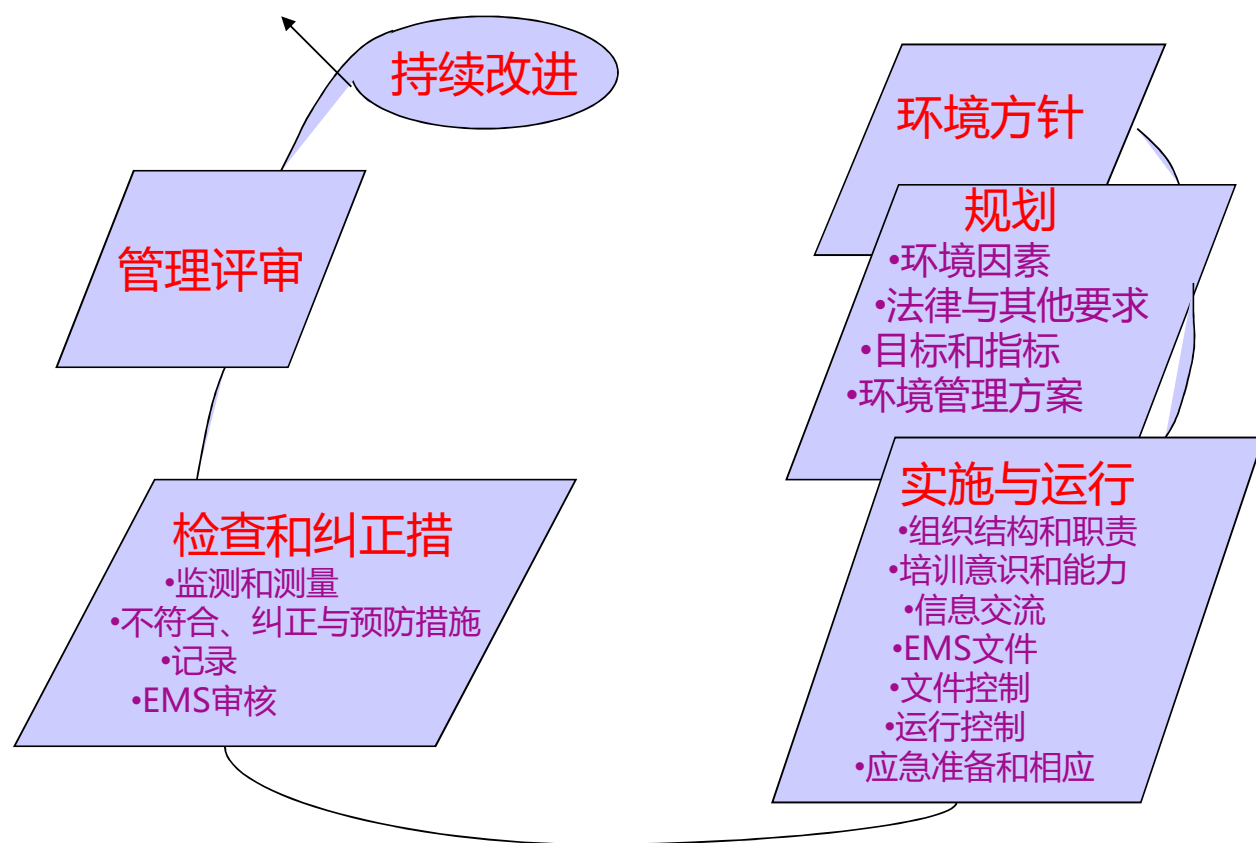 持续改进
环境方针
规划
•环境因素
•法律与其他要求
•目标和指标
•环境管理方案
管理评审
实施与运行
•组织结构和职责
•培训意识和能力
•信息交流
•EMS文件
•文件控制
•运行控制
•应急准备和相应
检查和纠正措
•监测和测量
•不符合、纠正与预防措施
•记录
•EMS审核